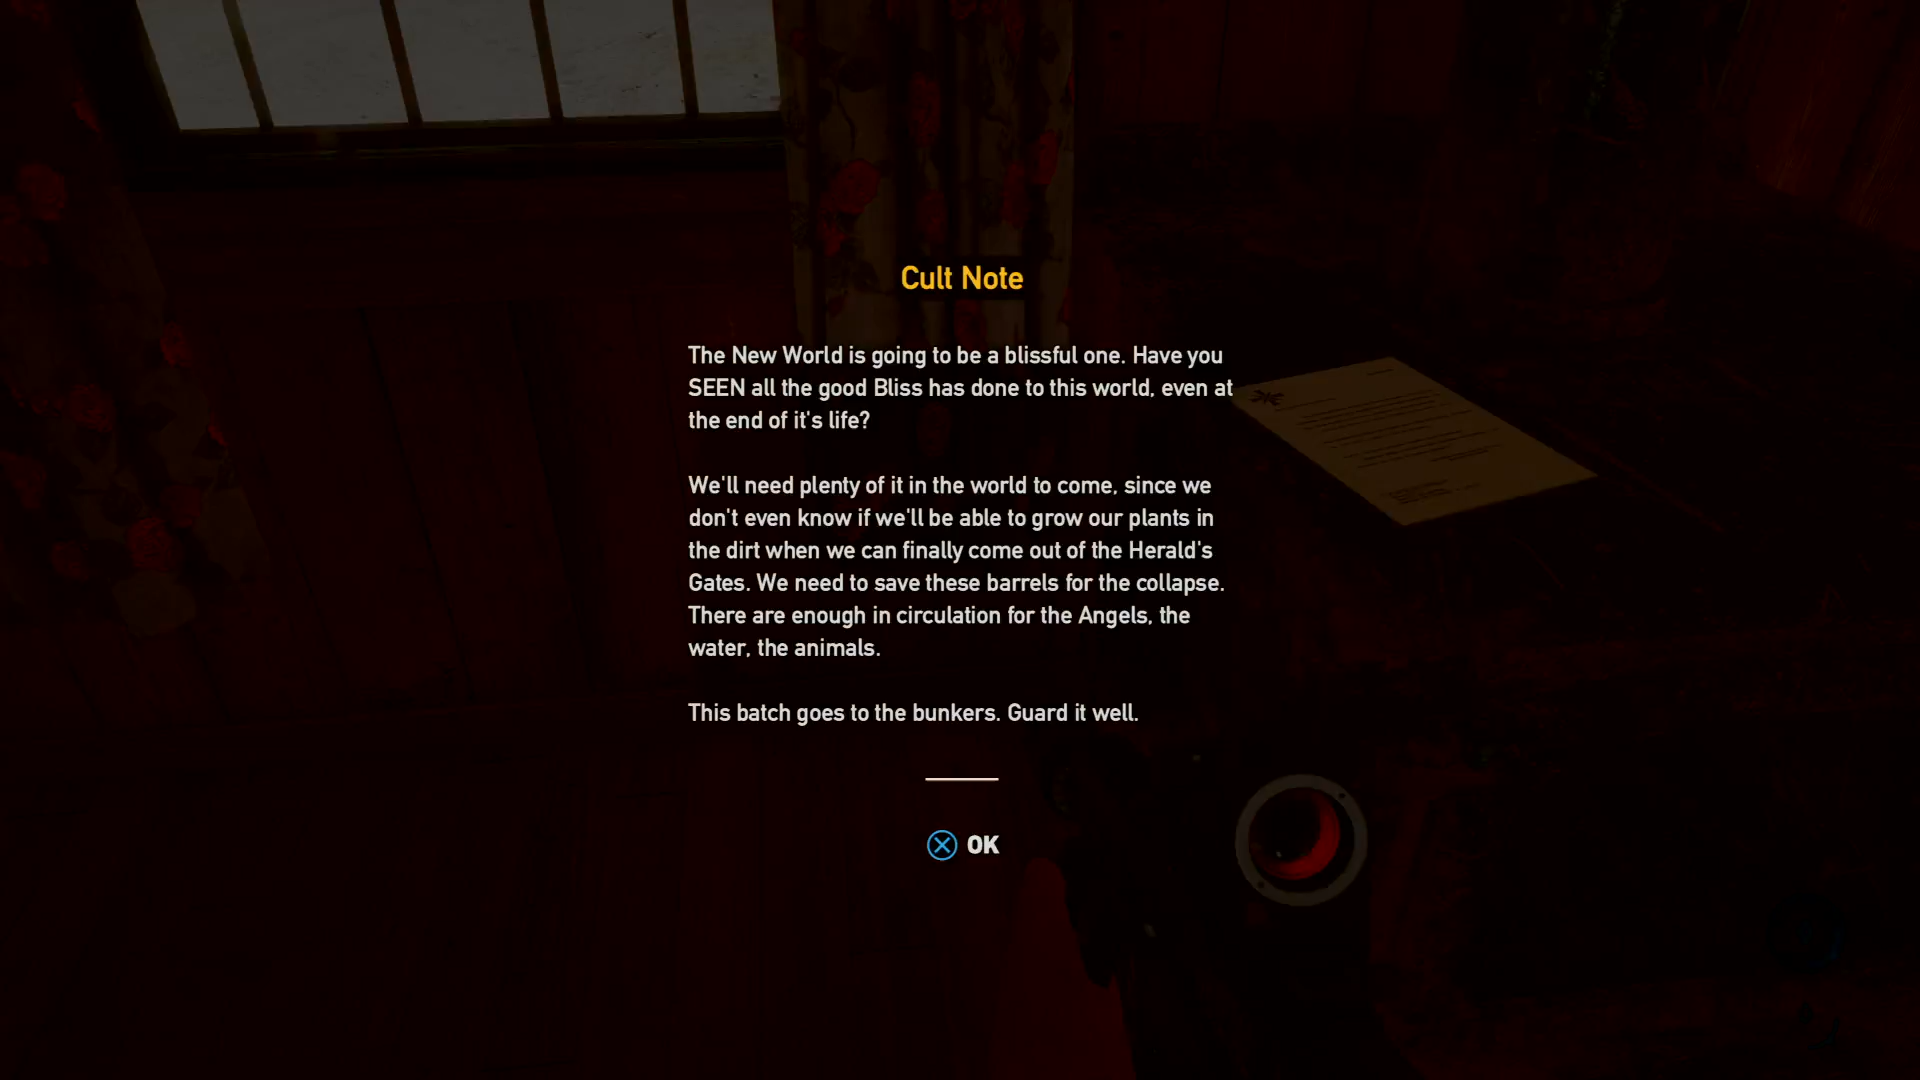 Cult Note
The New World is going to be a blissful one. Have you
SEEN all the good Bliss has done to this world, even at
the end of it's life?
We'll need plenty of it in the world to come, since we
don't even know if we'll be able to grow our plants in
the dirt when we can finally come out of the Herald's
Gates. We need to save these barrels for the collapse.
There are enough in circulation for the Angels, the
water, the animals.
This batch goes to the bunkers. Guard it well.
OK